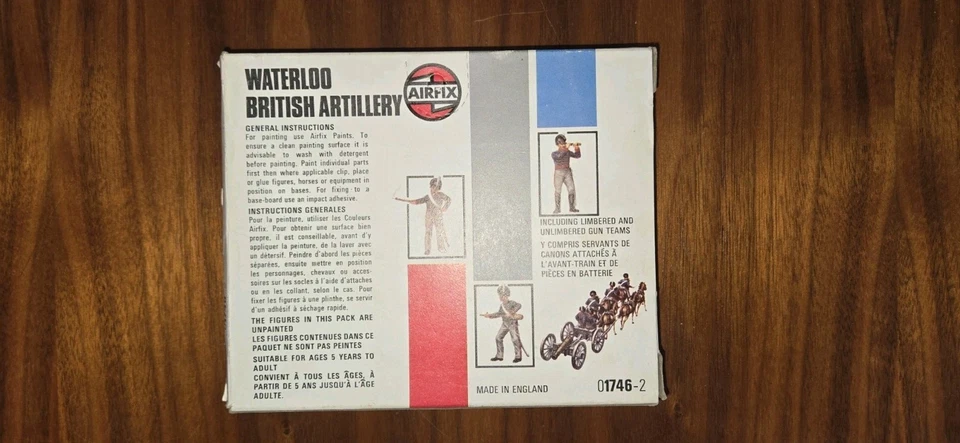 WATERLOO
BRITISH ARTILLERY
AIRFIX
GENERAL INSTRUCTIONS
For painting use Airfix Paints. To
ensure a clean painting surface it is
advisable to wash with detergent
before painting. Paint individual parts
first then where applicable clip, place
or glue figures, horses or equipment in
position on bases. For fixing to a
base-board use an impact adhesive.
INSTRUCTIONS GENERALES
Pour la peinture, utiliser les Couleurs
Airfix. Pour obtenir une surface bien
propre, il est conseillable, avant d'y
appliquer la peinture, de la laver avec
un détersif. Peindre d'abord les pièces
séparées, ensuite mettre en position
les personnages, chevaux ou acces-
soires sur les socles à l'aide d'attaches
ou en les collant, selon le cas. Pour
fixer les figures à une plinthe, se servir
d'un adhésif à séchage rapide.
THE FIGURES IN THIS PACK ARE
UNPAINTED
LES FIGURES CONTENUES DANS CE
PAQUET NE SONT PAS PEINTES
SUITABLE FOR AGES 5 YEARS TO
ADULT
CONVIENT À TOUS LES ÂGES, À
PARTIR DE 5 ANS JUSQU'À L'ÂGE
ADULTE.
INCLUDING LIMBERED AND
UNLIMBERED GUN TEAMS
Y COMPRIS SERVANTS DE
CANONS ATTACHÉS À
L'AVANT-TRAIN ET DE
PIÈCES EN BATTERIE
MADE IN ENGLAND
01746-2